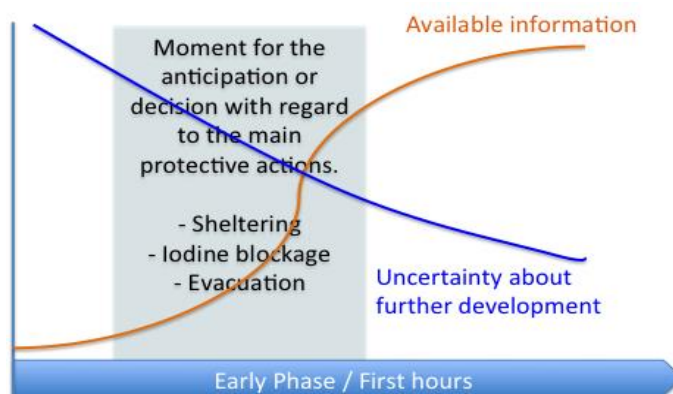 Available information
Moment for the
anticipation or
decision with regard
to the main
protective actions.
- Sheltering
- Iodine blockage
- Evacuation
Uncertainty about
further development
Early Phase / First hours